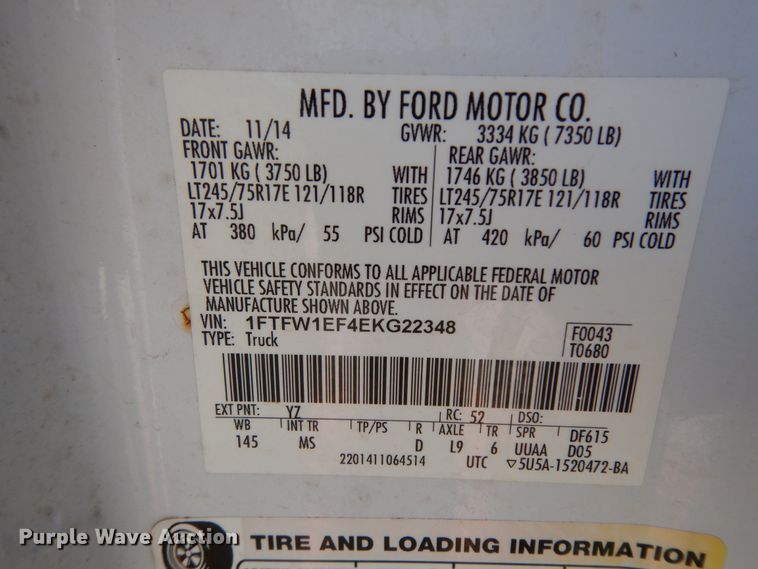 MFD. BY FORD MOTOR CO.
DATE: 11/14 GVWR: 3334 KG ( 7350 LB)
FRONT GAWR: REAR GAWR:
1701 KG ( 3750 LB) WITH 1746 KG ( 3850 LB) WITH
LT245/75R17E 121/118R TIRES LT245/75R17E 121/118R TIRES
17x7.5J RIMS 17x7.5J RIMS
AT 380 kPa/ 55 PSI COLD AT 420 kPa/ 60 PSI COLD
THIS VEHICLE CONFORMS TO ALL APPLICABLE FEDERAL MOTOR
VEHICLE SAFETY STANDARDS IN EFFECT ON THE DATE OF
MANUFACTURE SHOWN ABOVE.
VIN: 1FTFW1EF4EKG22348 F0043
TYPE: Truck T0680
EXT PNT: YZ RC: 52 DSO:
WB INT TR TP/PS R AXLE TR SPR DF615
145 MS D L9 6 UUAA D05
2201411064514 UTC ▽5U5A-1520472-BA
Purple Wave Auction
TIRE AND LOADING INFORMATION